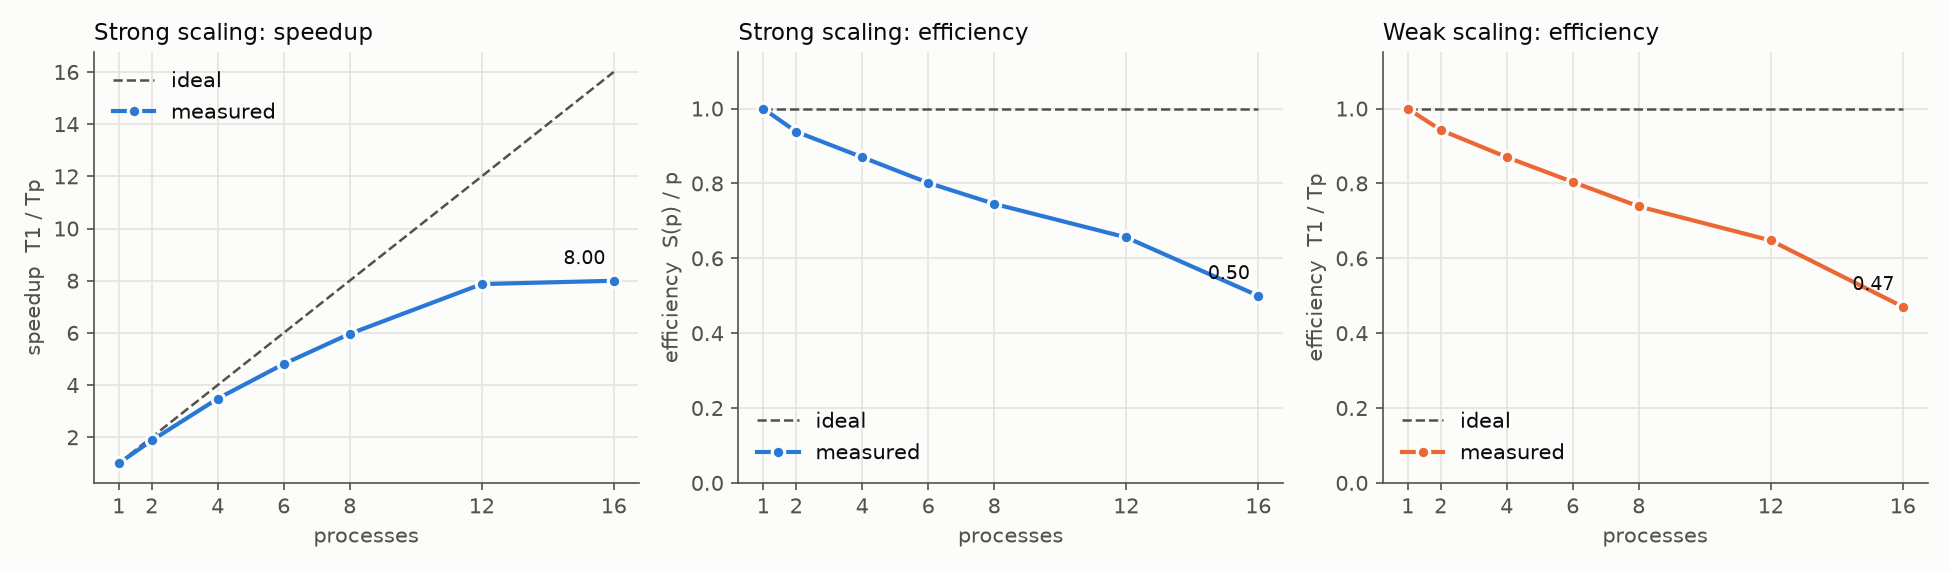 Strong scaling: speedup
speedup  T1 / Tp
16
14
12
10
8
6
4
2
ideal
measured
8.00
1 2 4 6 8 12 16
processes
Strong scaling: efficiency
efficiency  S(p) / p
1.0
0.8
0.6
0.4
0.2
0.0
0.50
ideal
measured
1 2 4 6 8 12 16
processes
Weak scaling: efficiency
efficiency  T1 / Tp
1.0
0.8
0.6
0.4
0.2
0.0
0.47
ideal
measured
1 2 4 6 8 12 16
processes